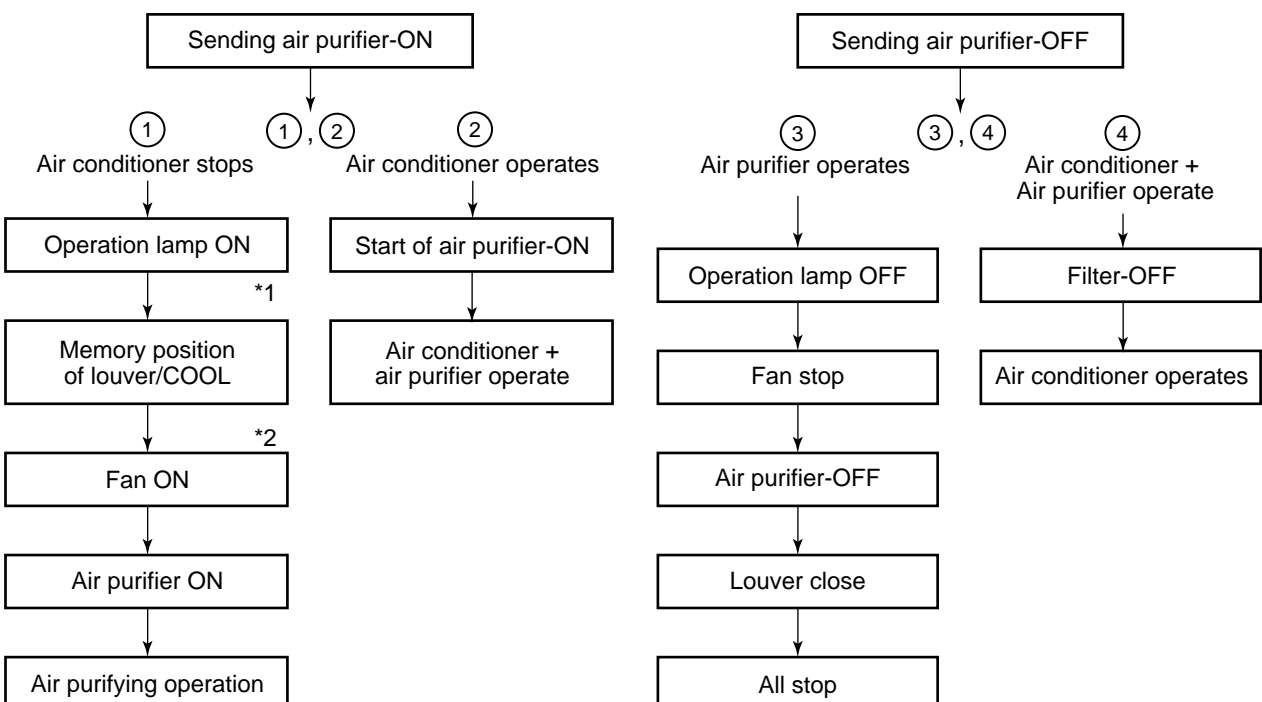 Sending air purifier-ON
1 , 2
1
Air conditioner stops
Operation lamp ON
*1
Memory position
of louver/COOL
*2
Fan ON
Air purifier ON
Air purifying operation
2
Air conditioner operates
Start of air purifier-ON
Air conditioner +
air purifier operate
Sending air purifier-OFF
3 , 4
3
Air purifier operates
Operation lamp OFF
Fan stop
Air purifier-OFF
Louver close
All stop
4
Air conditioner +
Air purifier operate
Filter-OFF
Air conditioner operates